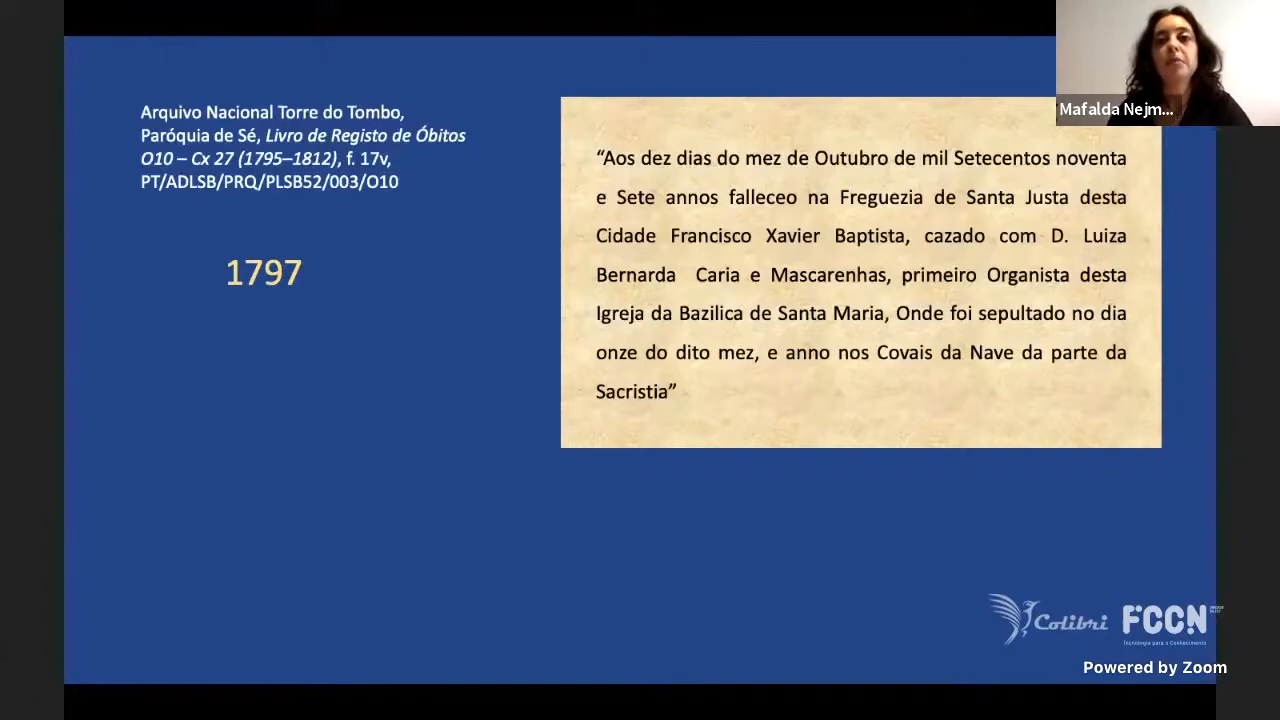 Arquivo Nacional Torre do Tombo,
Paróquia de Sé, Livro de Registo de Óbitos
O10 – Cx 27 (1795–1812), f. 17v,
PT/ADLSB/PRQ/PLSB52/003/O10
1797
“Aos dez dias do mez de Outubro de mil Setecentos noventa
e Sete annos falleceo na Freguezia de Santa Justa desta
Cidade Francisco Xavier Baptista, cazado com D. Luiza
Bernarda Caria e Mascarenhas, primeiro Organista desta
Igreja da Bazilica de Santa Maria, Onde foi sepultado no dia
onze do dito mez, e anno nos Covais da Nave da parte da
Sacristia”
Mafalda Nejm...
Colibri
FCCN
Tecnologia para o Conhecimento
Powered by Zoom